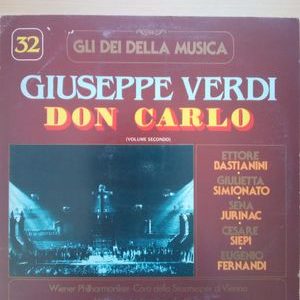 32
GLI DEI DELLA MUSICA
GIUSEPPE VERDI
DON CARLO
(VOLUME SECONDO)
ETTORE
BASTIANINI
GIULIETTA
SIMIONATO
SENA
JURINAC
CESARE
SIEPI
EUGENIO
FERNANDI
Wiener Philharmoniker - Coro della Staatsoper di Vienna